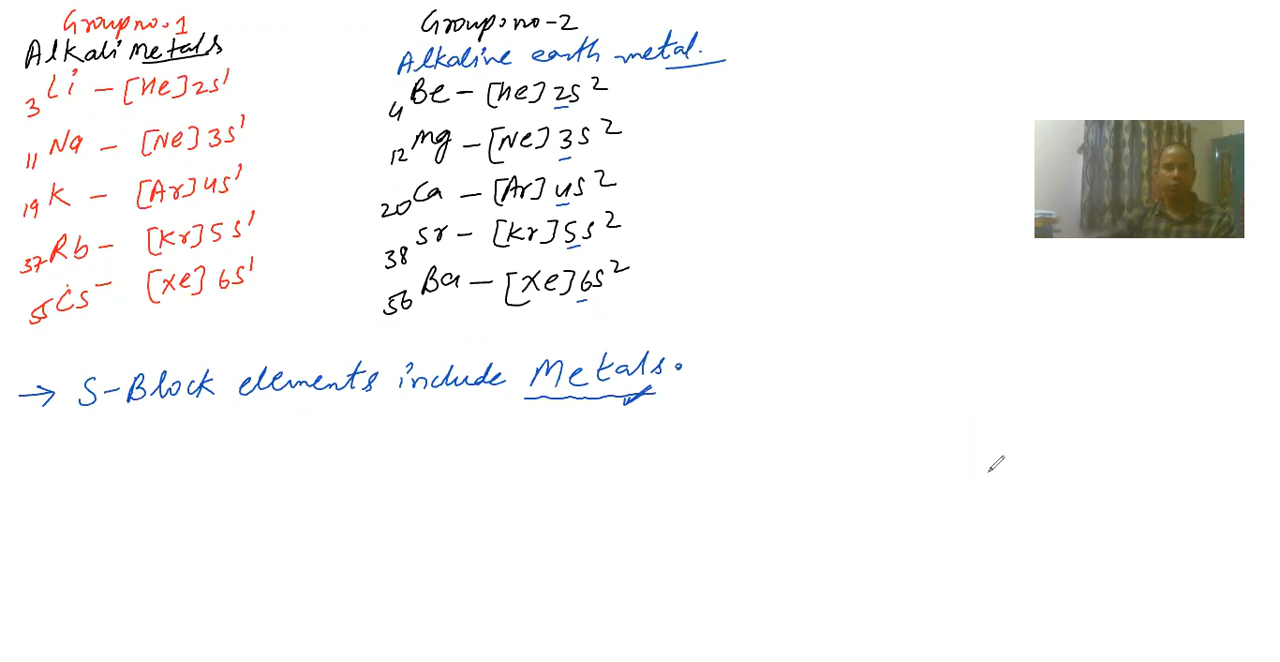 Group no. 1
Alkali Metals
3Li – [He] 2s¹
11Na – [Ne] 3s¹
19K – [Ar] 4s¹
37Rb – [Kr] 5s¹
55Cs – [Xe] 6s¹
Group: no-2
Alkaline earth metal.
4Be – [He] 2s²
12Mg – [Ne] 3s²
20Ca – [Ar] 4s²
38Sr – [Kr] 5s²
56Ba – [Xe] 6s²
→ S-Block elements include Metals.